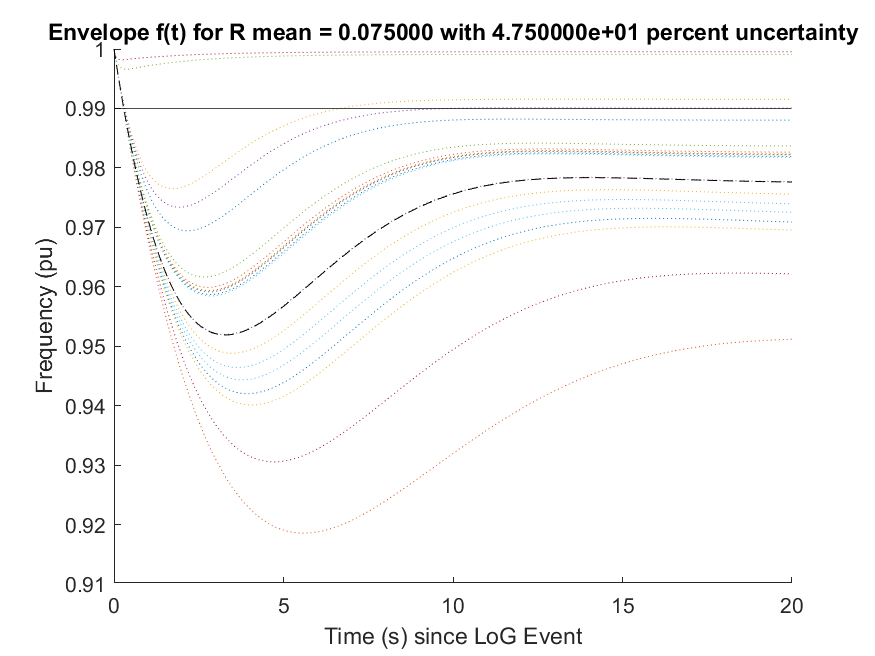 Envelope f(t) for R mean = 0.075000 with 4.750000e+01 percent uncertainty
1
0.99
0.98
0.97
0.96
0.95
0.94
0.93
0.92
0.91
Frequency (pu)
0 5 10 15 20
Time (s) since LoG Event